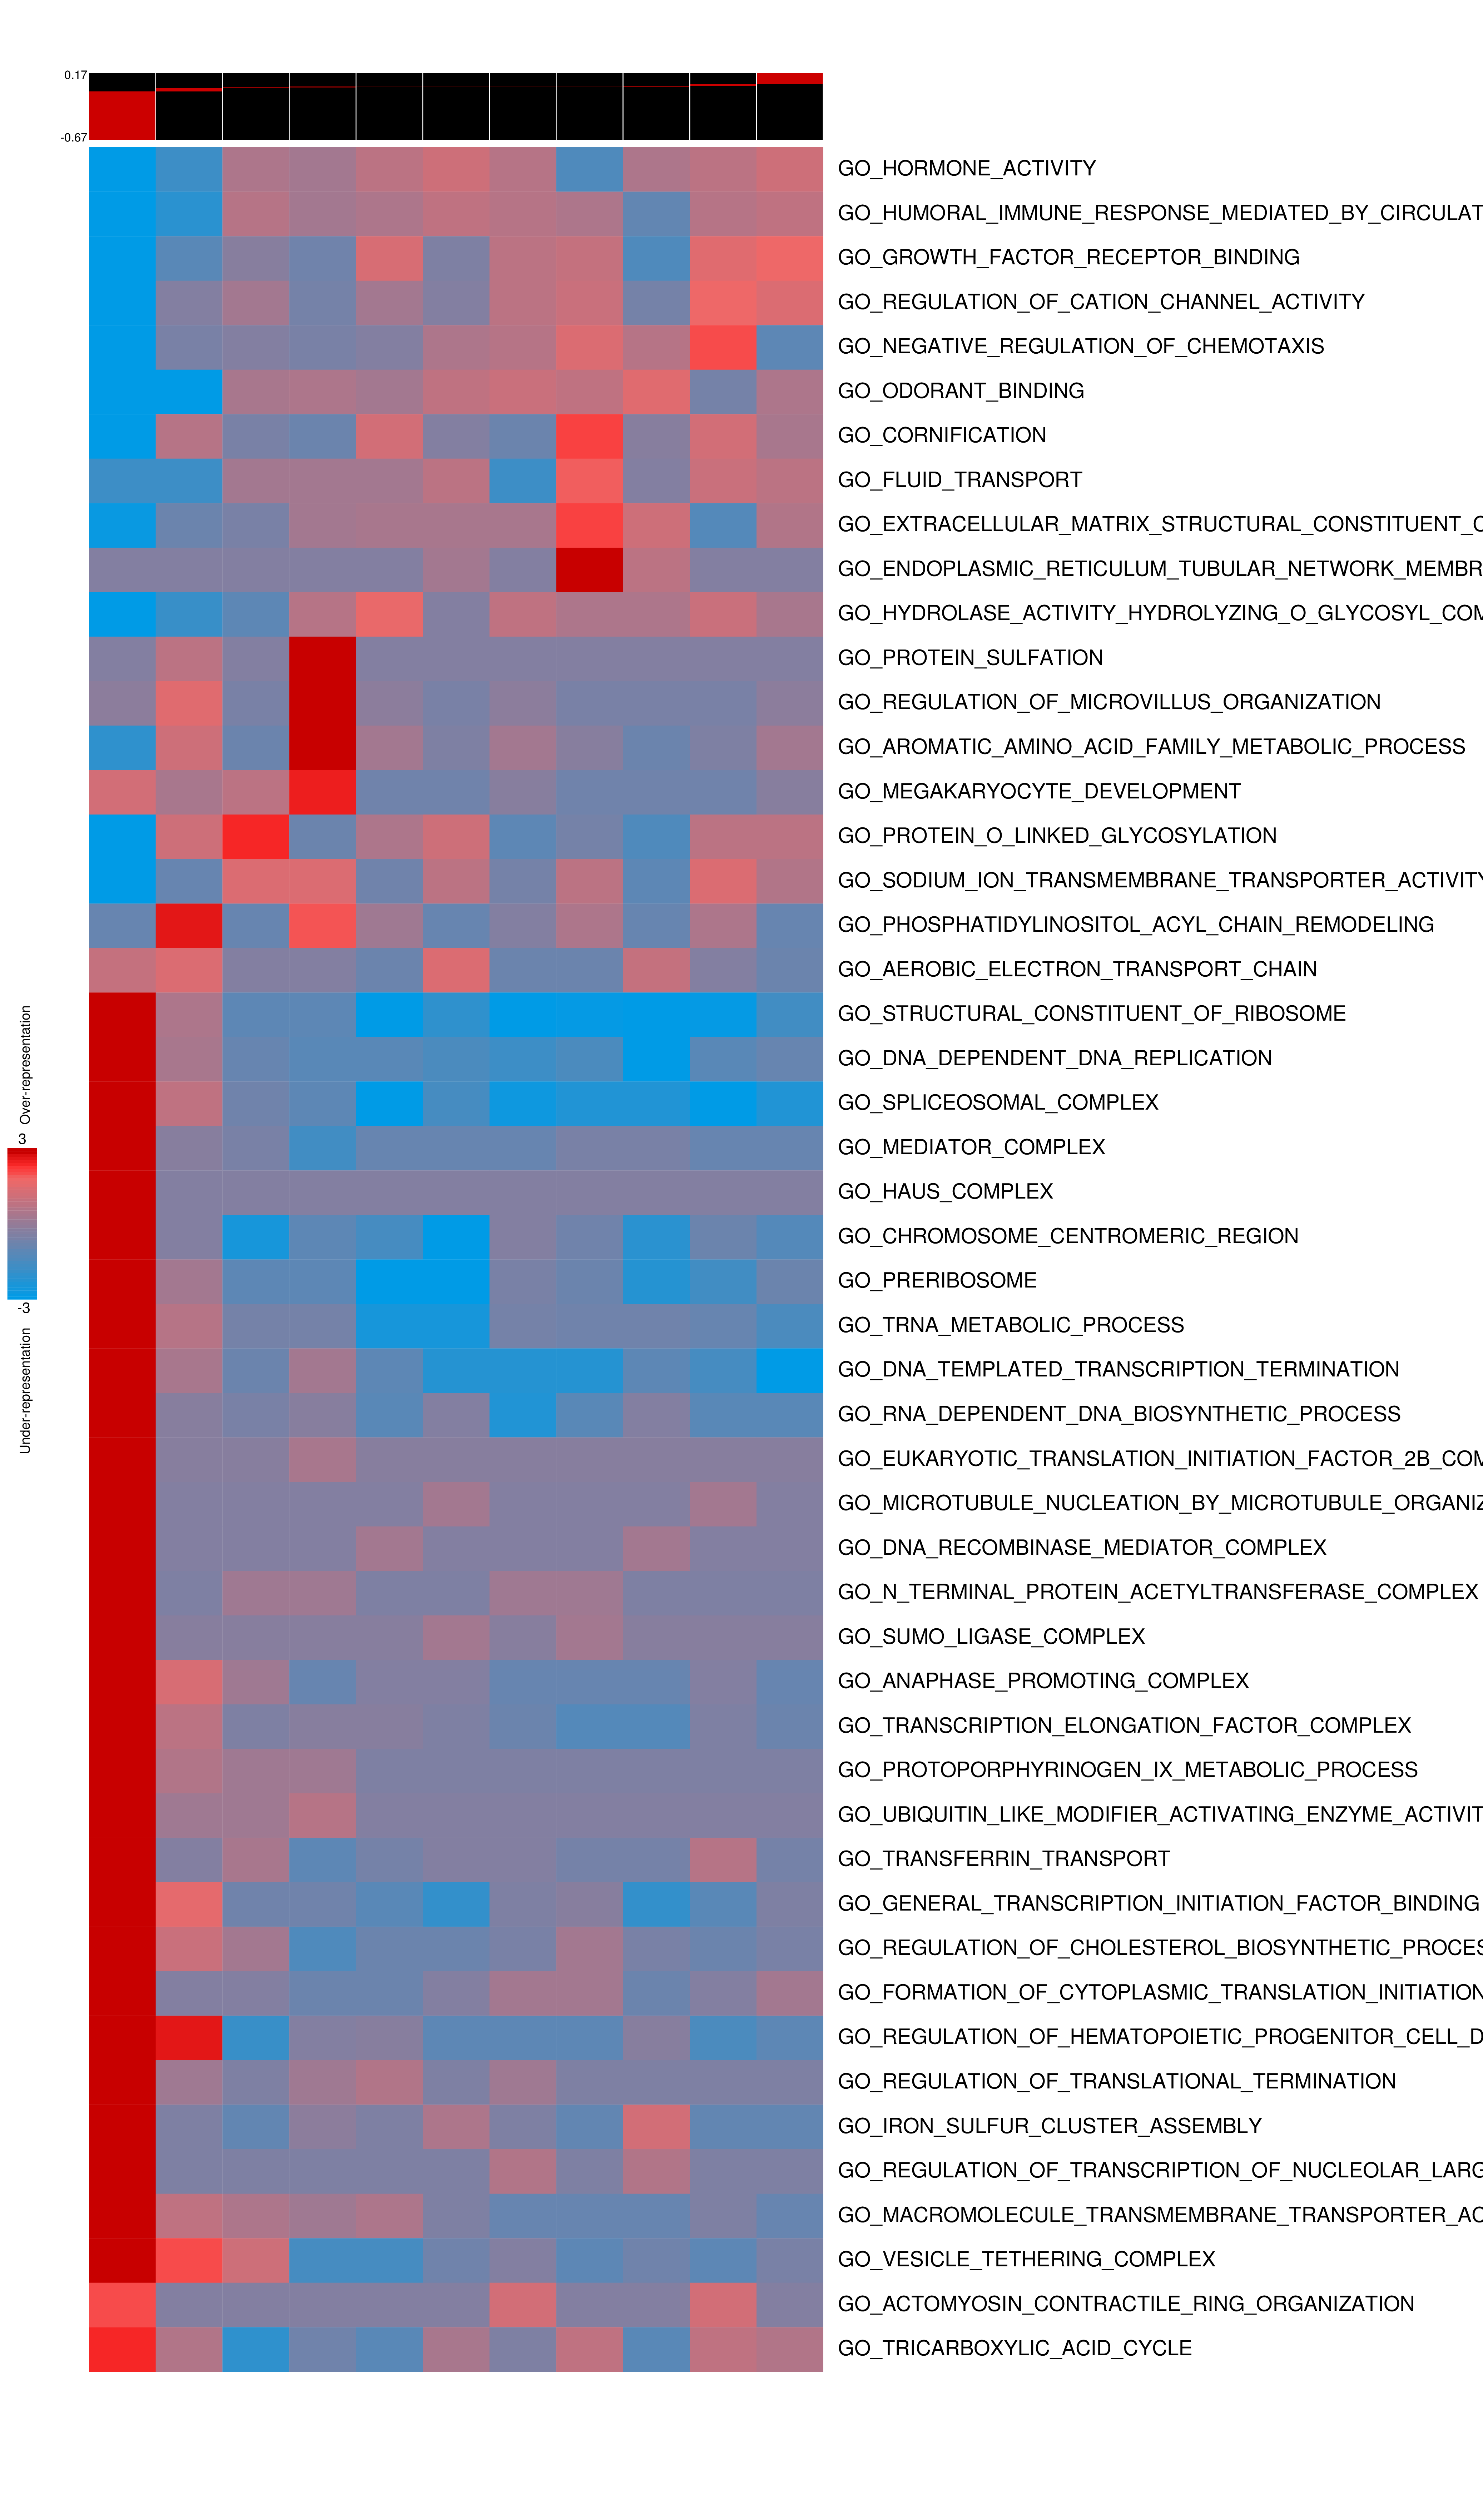 0.17
-0.67
GO_HORMONE_ACTIVITY
GO_HUMORAL_IMMUNE_RESPONSE_MEDIATED_BY_CIRCULAT
GO_GROWTH_FACTOR_RECEPTOR_BINDING
GO_REGULATION_OF_CATION_CHANNEL_ACTIVITY
GO_NEGATIVE_REGULATION_OF_CHEMOTAXIS
GO_ODORANT_BINDING
GO_CORNIFICATION
GO_FLUID_TRANSPORT
GO_EXTRACELLULAR_MATRIX_STRUCTURAL_CONSTITUENT_C
GO_ENDOPLASMIC_RETICULUM_TUBULAR_NETWORK_MEMBR
GO_HYDROLASE_ACTIVITY_HYDROLYZING_O_GLYCOSYL_COM
GO_PROTEIN_SULFATION
GO_REGULATION_OF_MICROVILLUS_ORGANIZATION
GO_AROMATIC_AMINO_ACID_FAMILY_METABOLIC_PROCESS
GO_MEGAKARYOCYTE_DEVELOPMENT
GO_PROTEIN_O_LINKED_GLYCOSYLATION
GO_SODIUM_ION_TRANSMEMBRANE_TRANSPORTER_ACTIVITY
GO_PHOSPHATIDYLINOSITOL_ACYL_CHAIN_REMODELING
GO_AEROBIC_ELECTRON_TRANSPORT_CHAIN
GO_STRUCTURAL_CONSTITUENT_OF_RIBOSOME
GO_DNA_DEPENDENT_DNA_REPLICATION
GO_SPLICEOSOMAL_COMPLEX
GO_MEDIATOR_COMPLEX
GO_HAUS_COMPLEX
GO_CHROMOSOME_CENTROMERIC_REGION
GO_PRERIBOSOME
GO_TRNA_METABOLIC_PROCESS
GO_DNA_TEMPLATED_TRANSCRIPTION_TERMINATION
GO_RNA_DEPENDENT_DNA_BIOSYNTHETIC_PROCESS
GO_EUKARYOTIC_TRANSLATION_INITIATION_FACTOR_2B_COM
GO_MICROTUBULE_NUCLEATION_BY_MICROTUBULE_ORGANIZ
GO_DNA_RECOMBINASE_MEDIATOR_COMPLEX
GO_N_TERMINAL_PROTEIN_ACETYLTRANSFERASE_COMPLEX
GO_SUMO_LIGASE_COMPLEX
GO_ANAPHASE_PROMOTING_COMPLEX
GO_TRANSCRIPTION_ELONGATION_FACTOR_COMPLEX
GO_PROTOPORPHYRINOGEN_IX_METABOLIC_PROCESS
GO_UBIQUITIN_LIKE_MODIFIER_ACTIVATING_ENZYME_ACTIVIT
GO_TRANSFERRIN_TRANSPORT
GO_GENERAL_TRANSCRIPTION_INITIATION_FACTOR_BINDING
GO_REGULATION_OF_CHOLESTEROL_BIOSYNTHETIC_PROCES
GO_FORMATION_OF_CYTOPLASMIC_TRANSLATION_INITIATION
GO_REGULATION_OF_HEMATOPOIETIC_PROGENITOR_CELL_D
GO_REGULATION_OF_TRANSLATIONAL_TERMINATION
GO_IRON_SULFUR_CLUSTER_ASSEMBLY
GO_REGULATION_OF_TRANSCRIPTION_OF_NUCLEOLAR_LARG
GO_MACROMOLECULE_TRANSMEMBRANE_TRANSPORTER_AC
GO_VESICLE_TETHERING_COMPLEX
GO_ACTOMYOSIN_CONTRACTILE_RING_ORGANIZATION
GO_TRICARBOXYLIC_ACID_CYCLE
Over-representation
3
-3
Under-representation